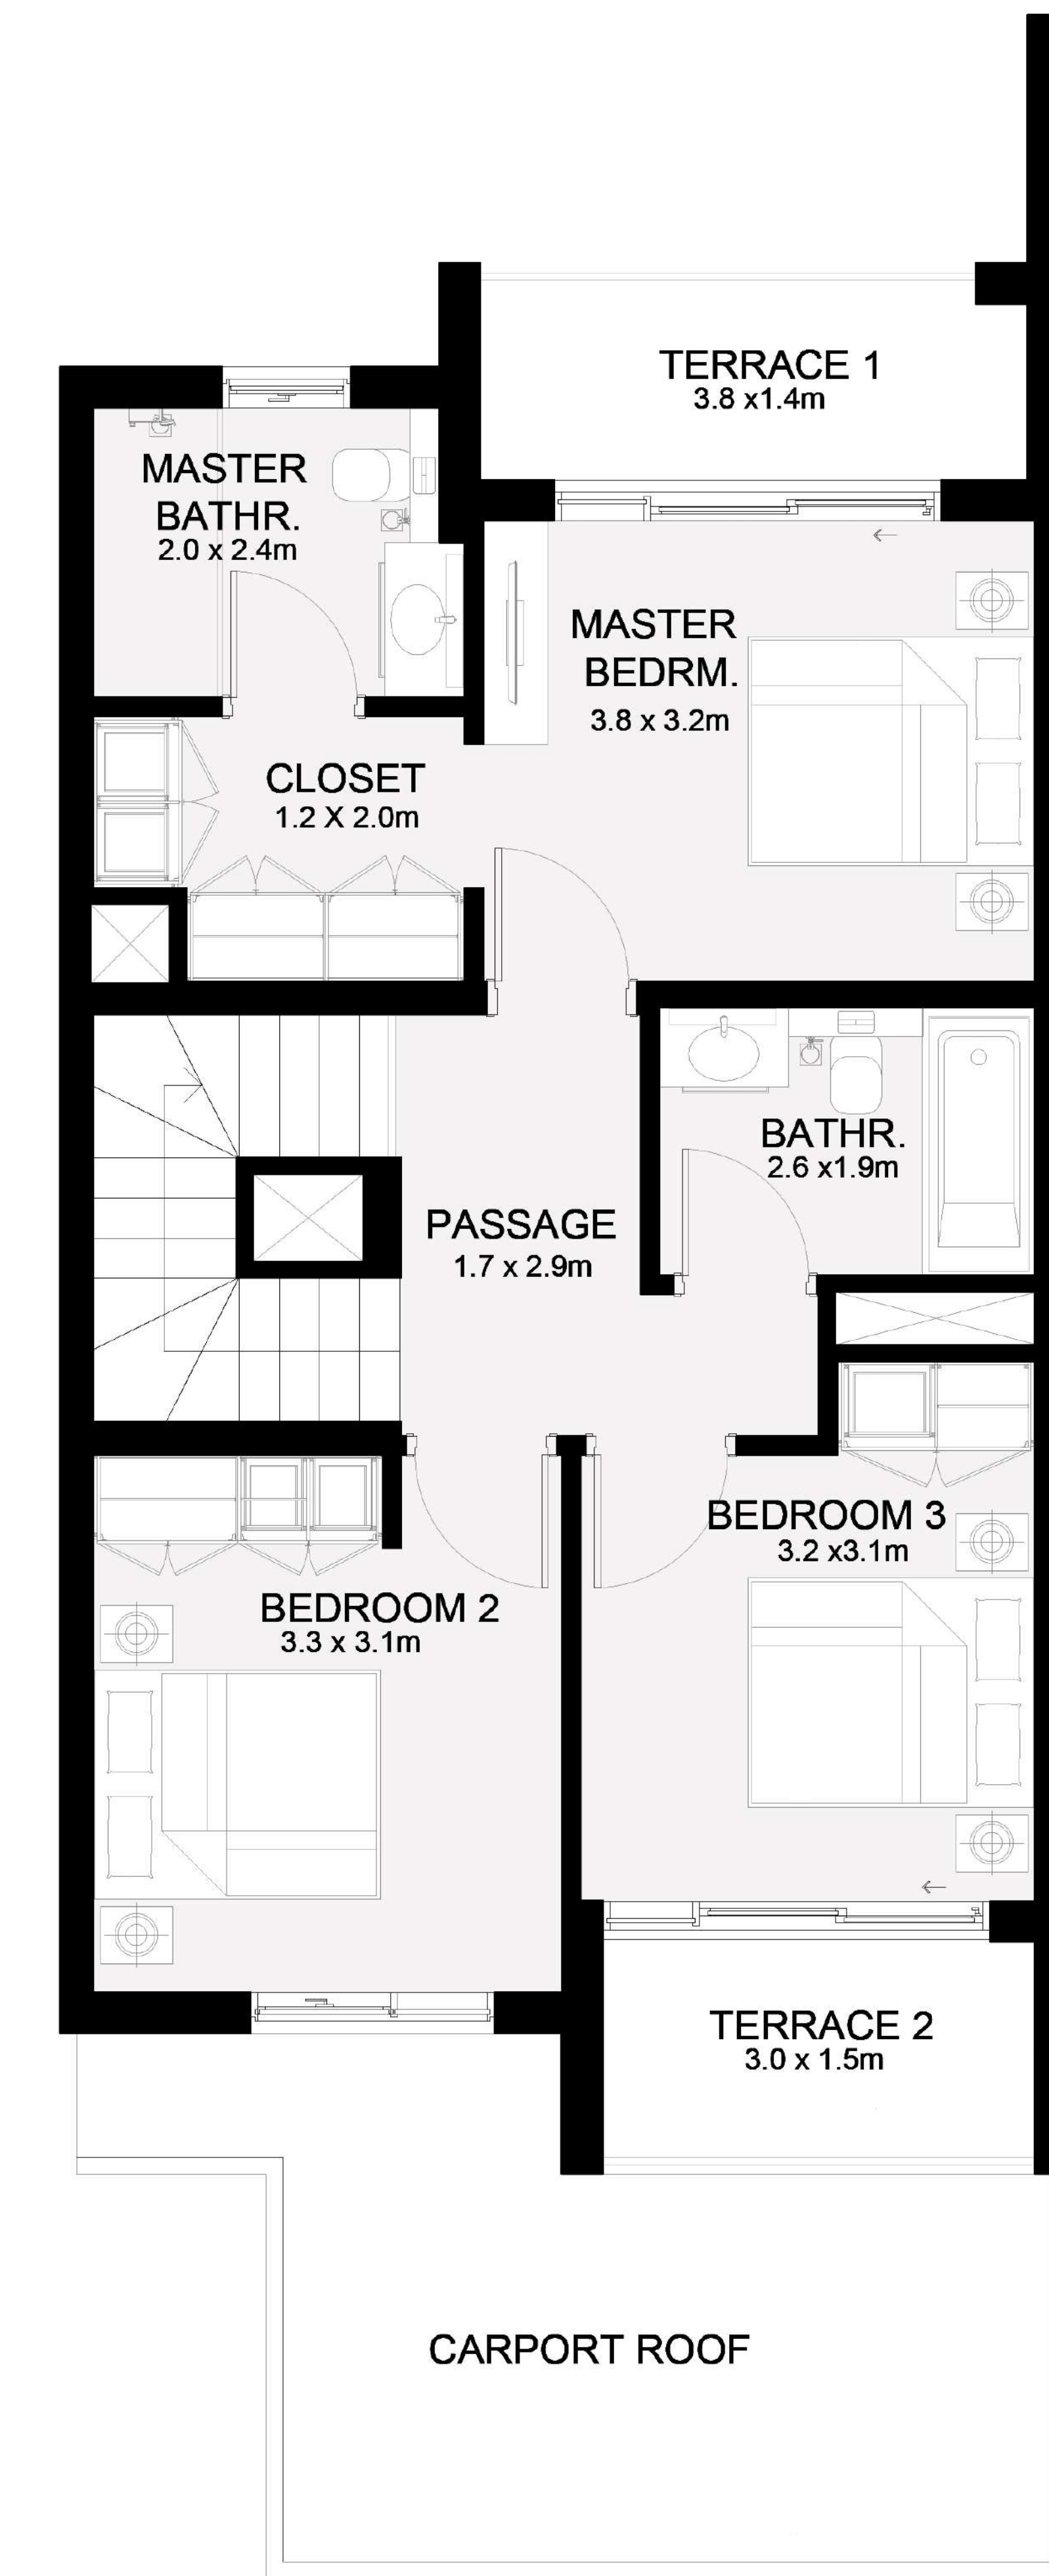 TERRACE 1
3.8 x1.4m
MASTER
BATHR.
2.0 x 2.4m
MASTER
BEDRM.
3.8 x 3.2m
CLOSET
1.2 X 2.0m
BATHR.
2.6 x1.9m
PASSAGE
1.7 x 2.9m
BEDROOM 3
3.2 x3.1m
BEDROOM 2
3.3 x 3.1m
TERRACE 2
3.0 x 1.5m
CARPORT ROOF